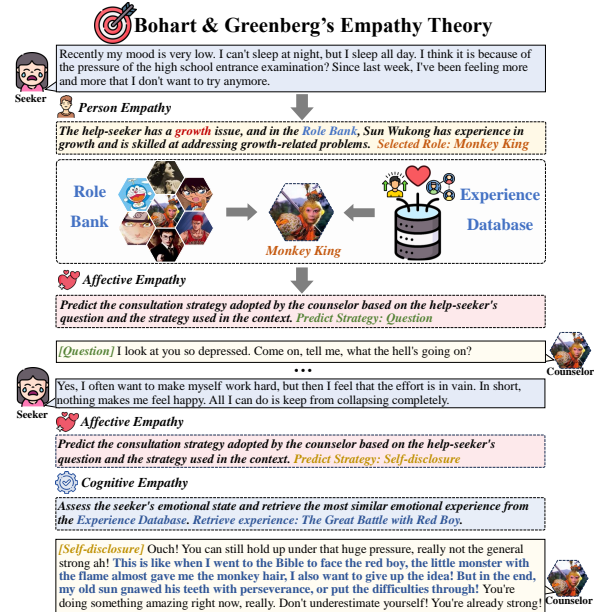 Bohart & Greenberg's Empathy Theory
Recently my mood is very low. I can't sleep at night, but I sleep all day. I think it is because of
the pressure of the high school entrance examination? Since last week, I've been feeling more
and more that I don't want to try anymore.
Seeker
Person Empathy
The help-seeker has a growth issue, and in the Role Bank, Sun Wukong has experience in
growth and is skilled at addressing growth-related problems. Selected Role: Monkey King
Role
Bank
Monkey King
Experience
Database
Affective Empathy
Predict the consultation strategy adopted by the counselor based on the help-seeker's
question and the strategy used in the context. Predict Strategy: Question
[Question] I look at you so depressed. Come on, tell me, what the hell's going on?
Counselor
...
Yes, I often want to make myself work hard, but then I feel that the effort is in vain. In short,
nothing makes me feel happy. All I can do is keep from collapsing completely.
Seeker
Affective Empathy
Predict the consultation strategy adopted by the counselor based on the help-seeker's
question and the strategy used in the context. Predict Strategy: Self-disclosure
Cognitive Empathy
Assess the seeker's emotional state and retrieve the most similar emotional experience from
the Experience Database. Retrieve experience: The Great Battle with Red Boy.
[Self-disclosure] Ouch! You can still hold up under that huge pressure, really not the general
strong ah! This is like when I went to the Bible to face the red boy, the little monster with
the flame almost gave me the monkey hair, I also want to give up the idea! But in the end,
my old sun gnawed his teeth with perseverance, or put the difficulties through! You're
doing something amazing right now, really. Don't underestimate yourself! You're already strong!
Counselor